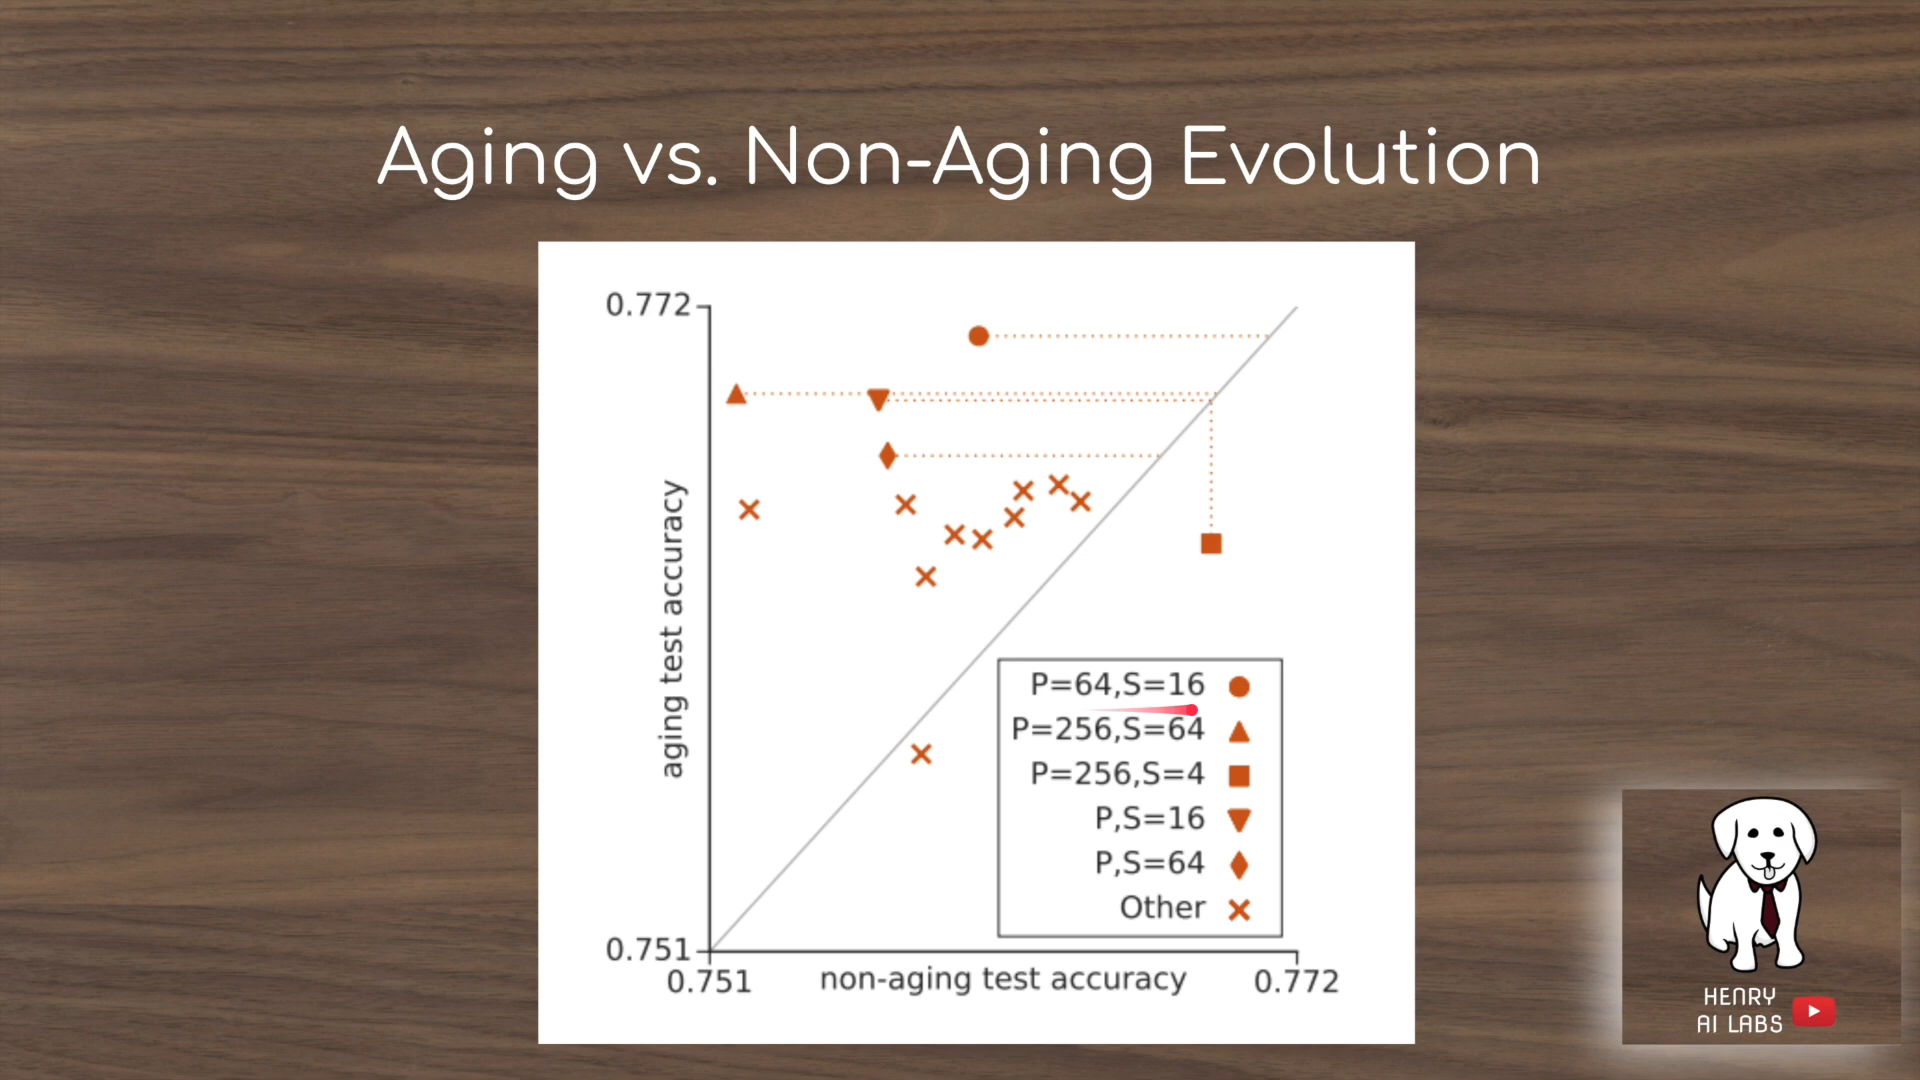 Aging vs. Non-Aging Evolution
0.772
aging test accuracy
P=64,S=16
P=256,S=64
P=256,S=4
P,S=16
P,S=64
Other
0.751
0.751
non-aging test accuracy
0.772
HENRY
AI LABS